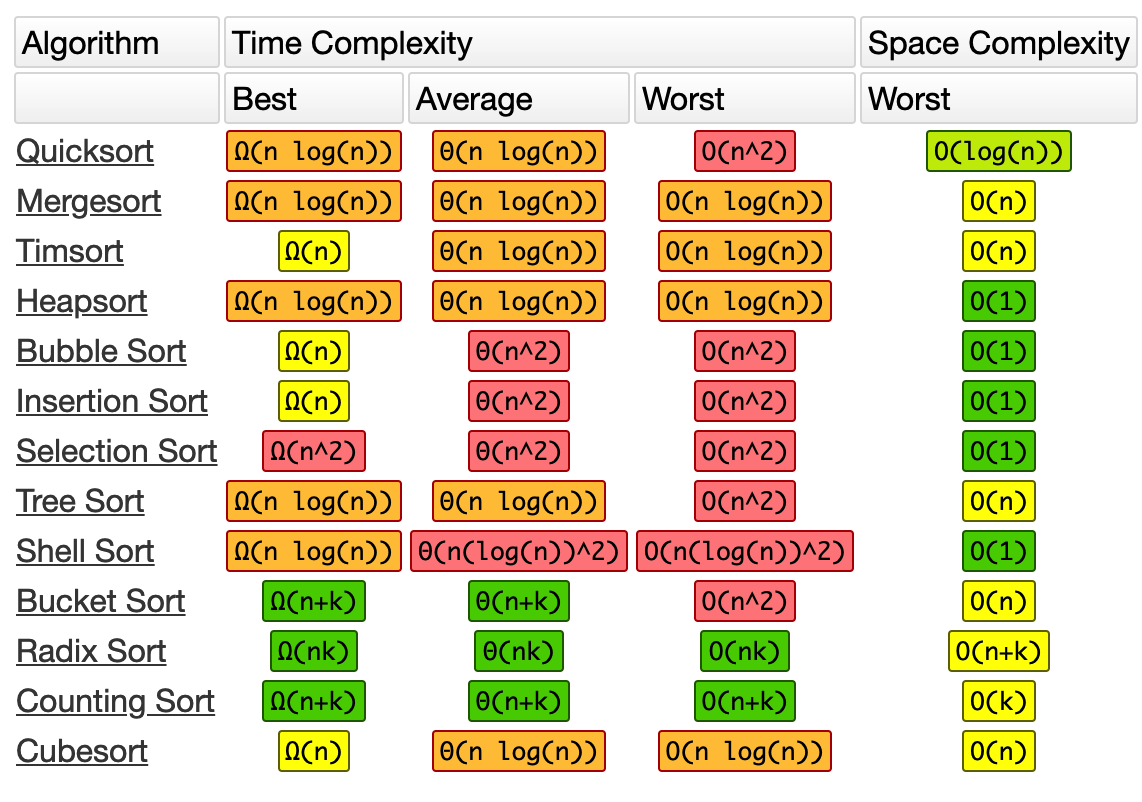 Algorithm Time Complexity Space Complexity
Best Average Worst Worst
Quicksort Ω(n log(n)) Θ(n log(n)) O(n^2) O(log(n))
Mergesort Ω(n log(n)) Θ(n log(n)) O(n log(n)) O(n)
Timsort Ω(n) Θ(n log(n)) O(n log(n)) O(n)
Heapsort Ω(n log(n)) Θ(n log(n)) O(n log(n)) O(1)
Bubble Sort Ω(n) Θ(n^2) O(n^2) O(1)
Insertion Sort Ω(n) Θ(n^2) O(n^2) O(1)
Selection Sort Ω(n^2) Θ(n^2) O(n^2) O(1)
Tree Sort Ω(n log(n)) Θ(n log(n)) O(n^2) O(n)
Shell Sort Ω(n log(n)) Θ(n(log(n))^2) O(n(log(n))^2) O(1)
Bucket Sort Ω(n+k) Θ(n+k) O(n^2) O(n)
Radix Sort Ω(nk) Θ(nk) O(nk) O(n+k)
Counting Sort Ω(n+k) Θ(n+k) O(n+k) O(k)
Cubesort Ω(n) Θ(n log(n)) O(n log(n)) O(n)